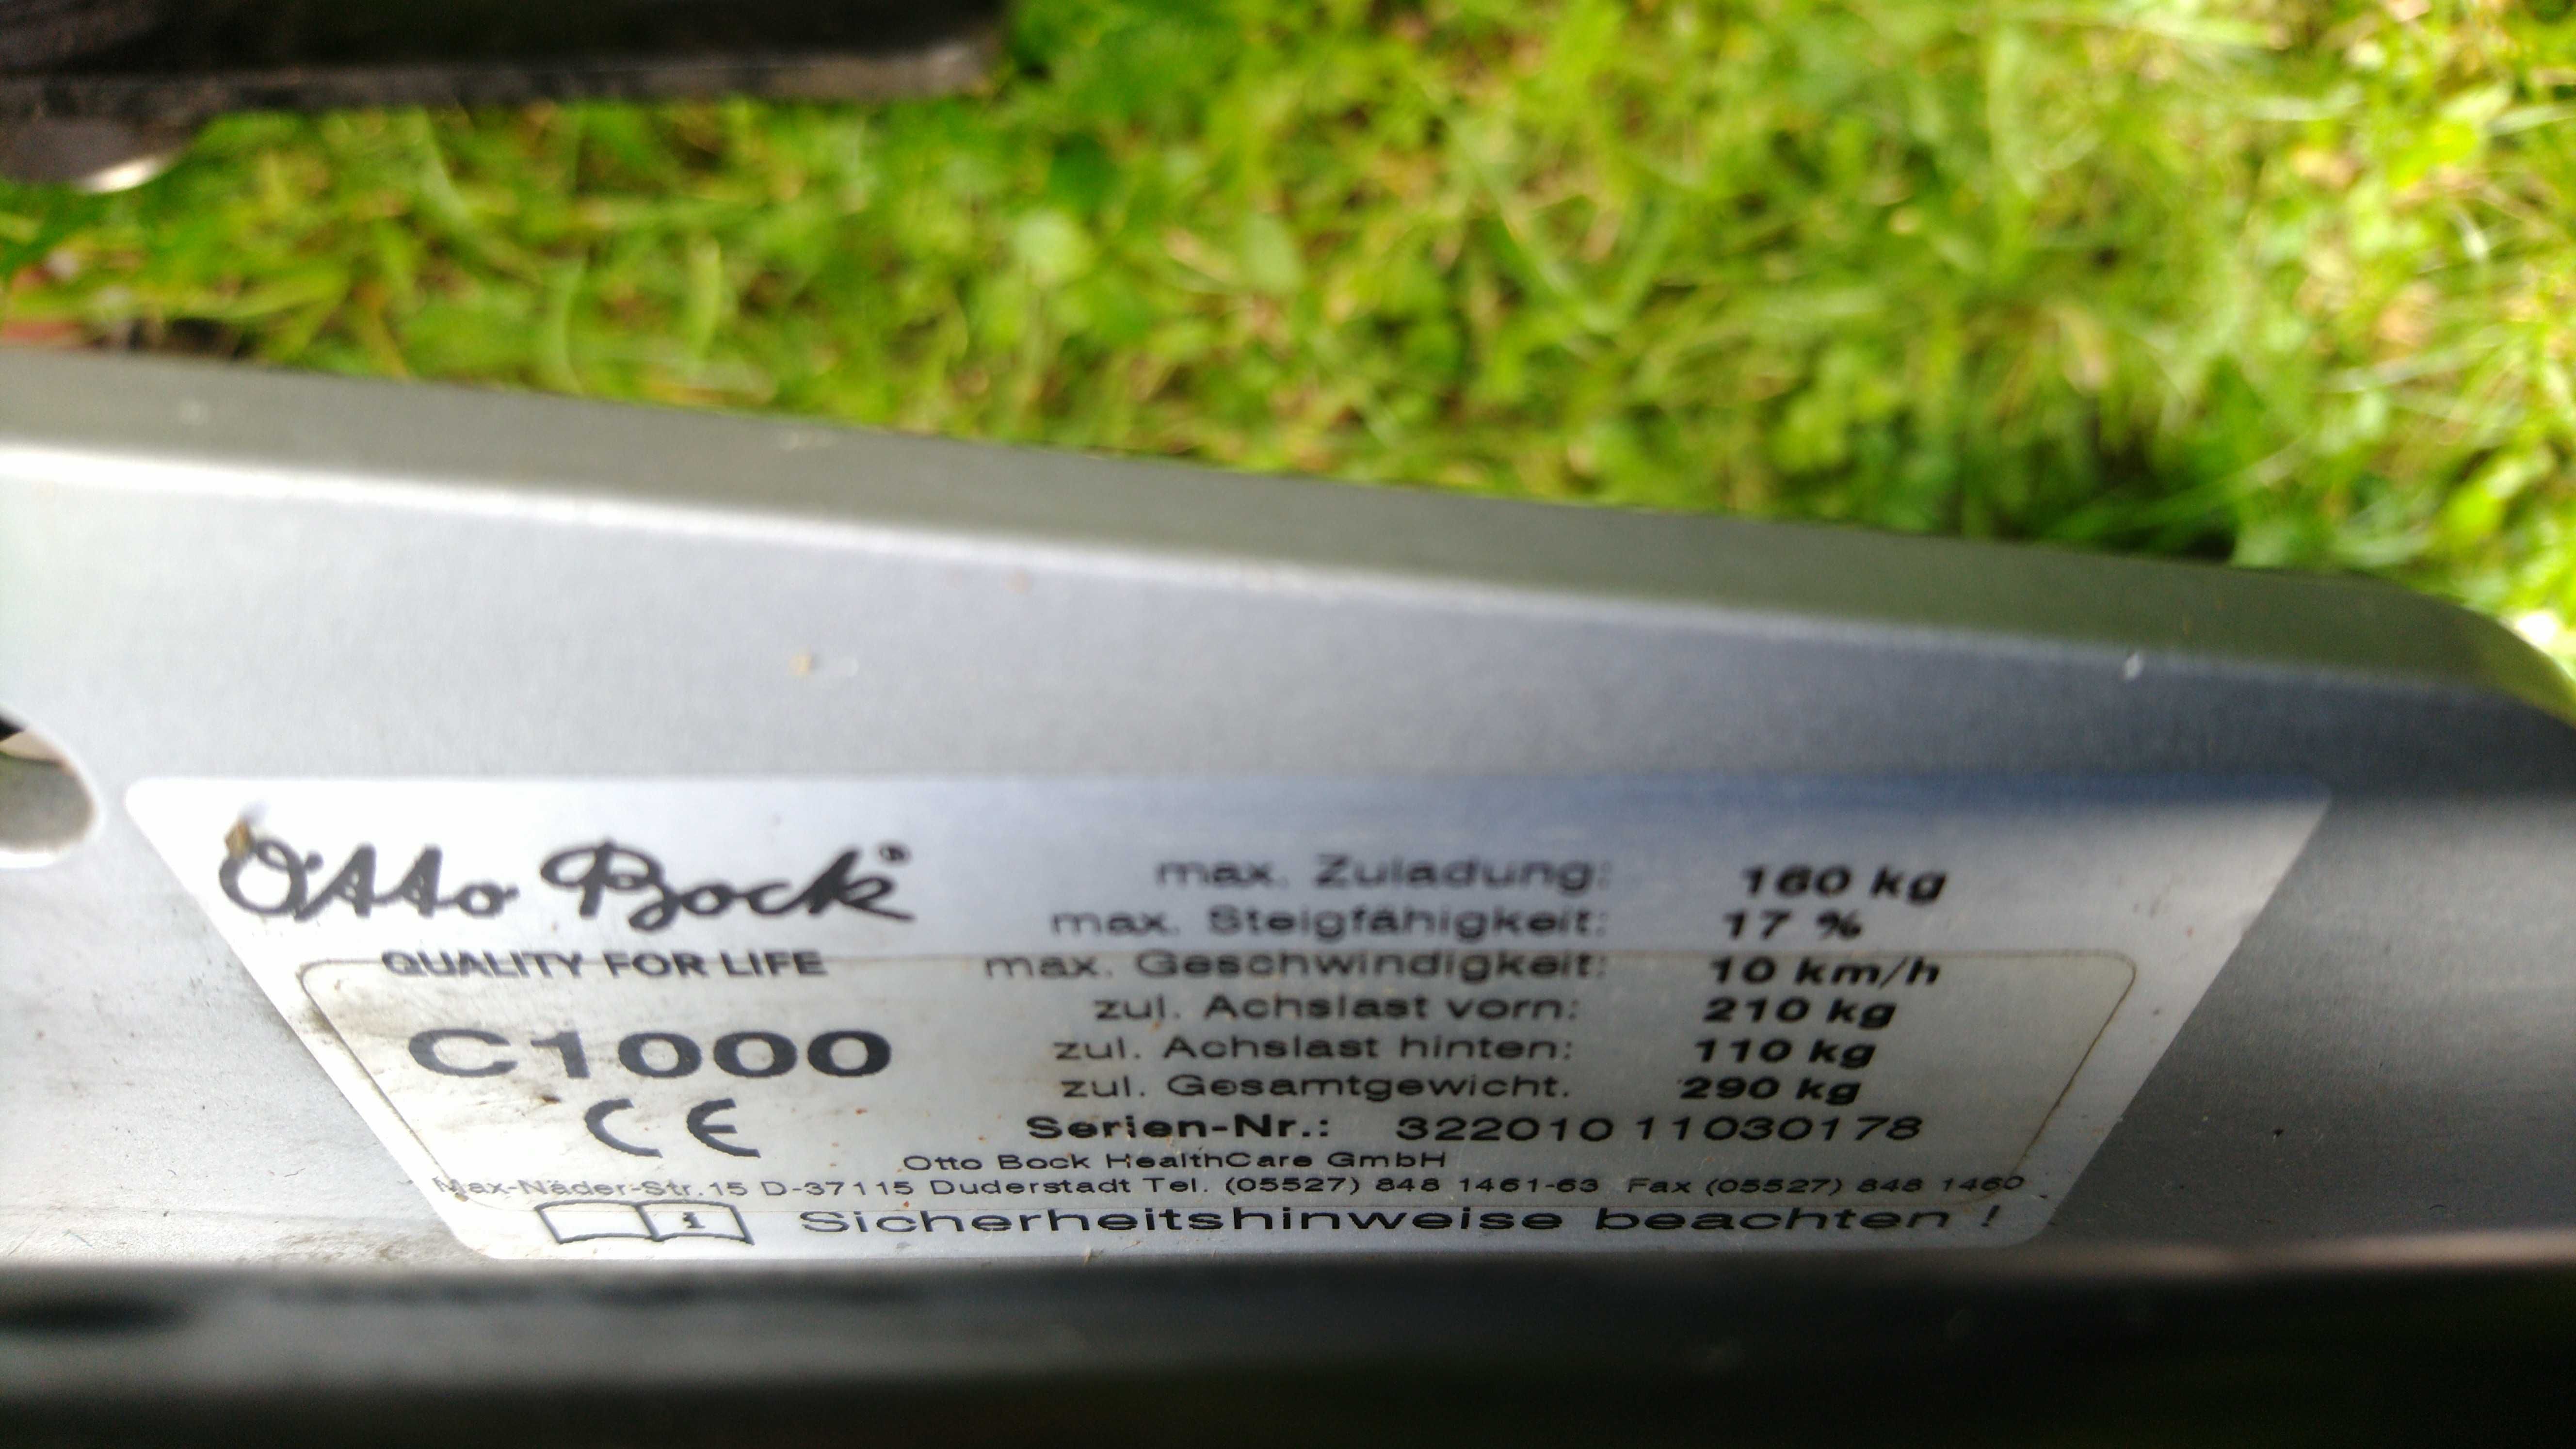 Otto Bock®
QUALITY FOR LIFE
C1000
CE
max. Zuladung: 160 kg
max. Steigfähigkeit: 17 %
max. Geschwindigkeit: 10 km/h
zul. Achslast vorn: 210 kg
zul. Achslast hinten: 110 kg
zul. Gesamtgewicht. 290 kg
Serien-Nr.: 322010 11030178
Otto Bock HealthCare GmbH
Max-Näder-Str.15 D-37115 Duderstadt Tel. (05527) 848 1461-63 Fax (05527) 848 1460
i Sicherheitshinweise beachten !